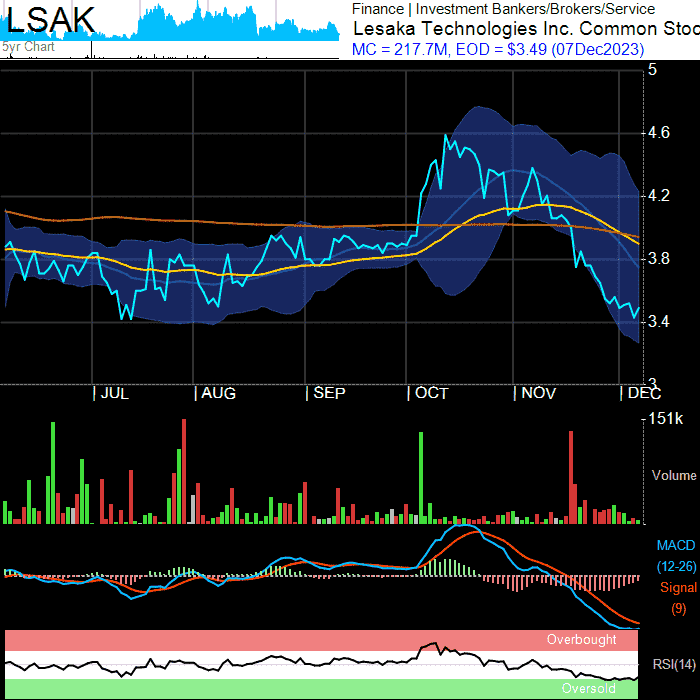 LSAK
5yr Chart
Finance | Investment Bankers/Brokers/Service
Lesaka Technologies Inc. Common Stoc
MC = 217.7M, EOD = $3.49 (07Dec2023)
5
4.6
4.2
3.8
3.4
3
JUL AUG SEP OCT NOV DEC
151k
Volume
MACD
(12-26)
Signal
(9)
Overbought
RSI(14)
Oversold